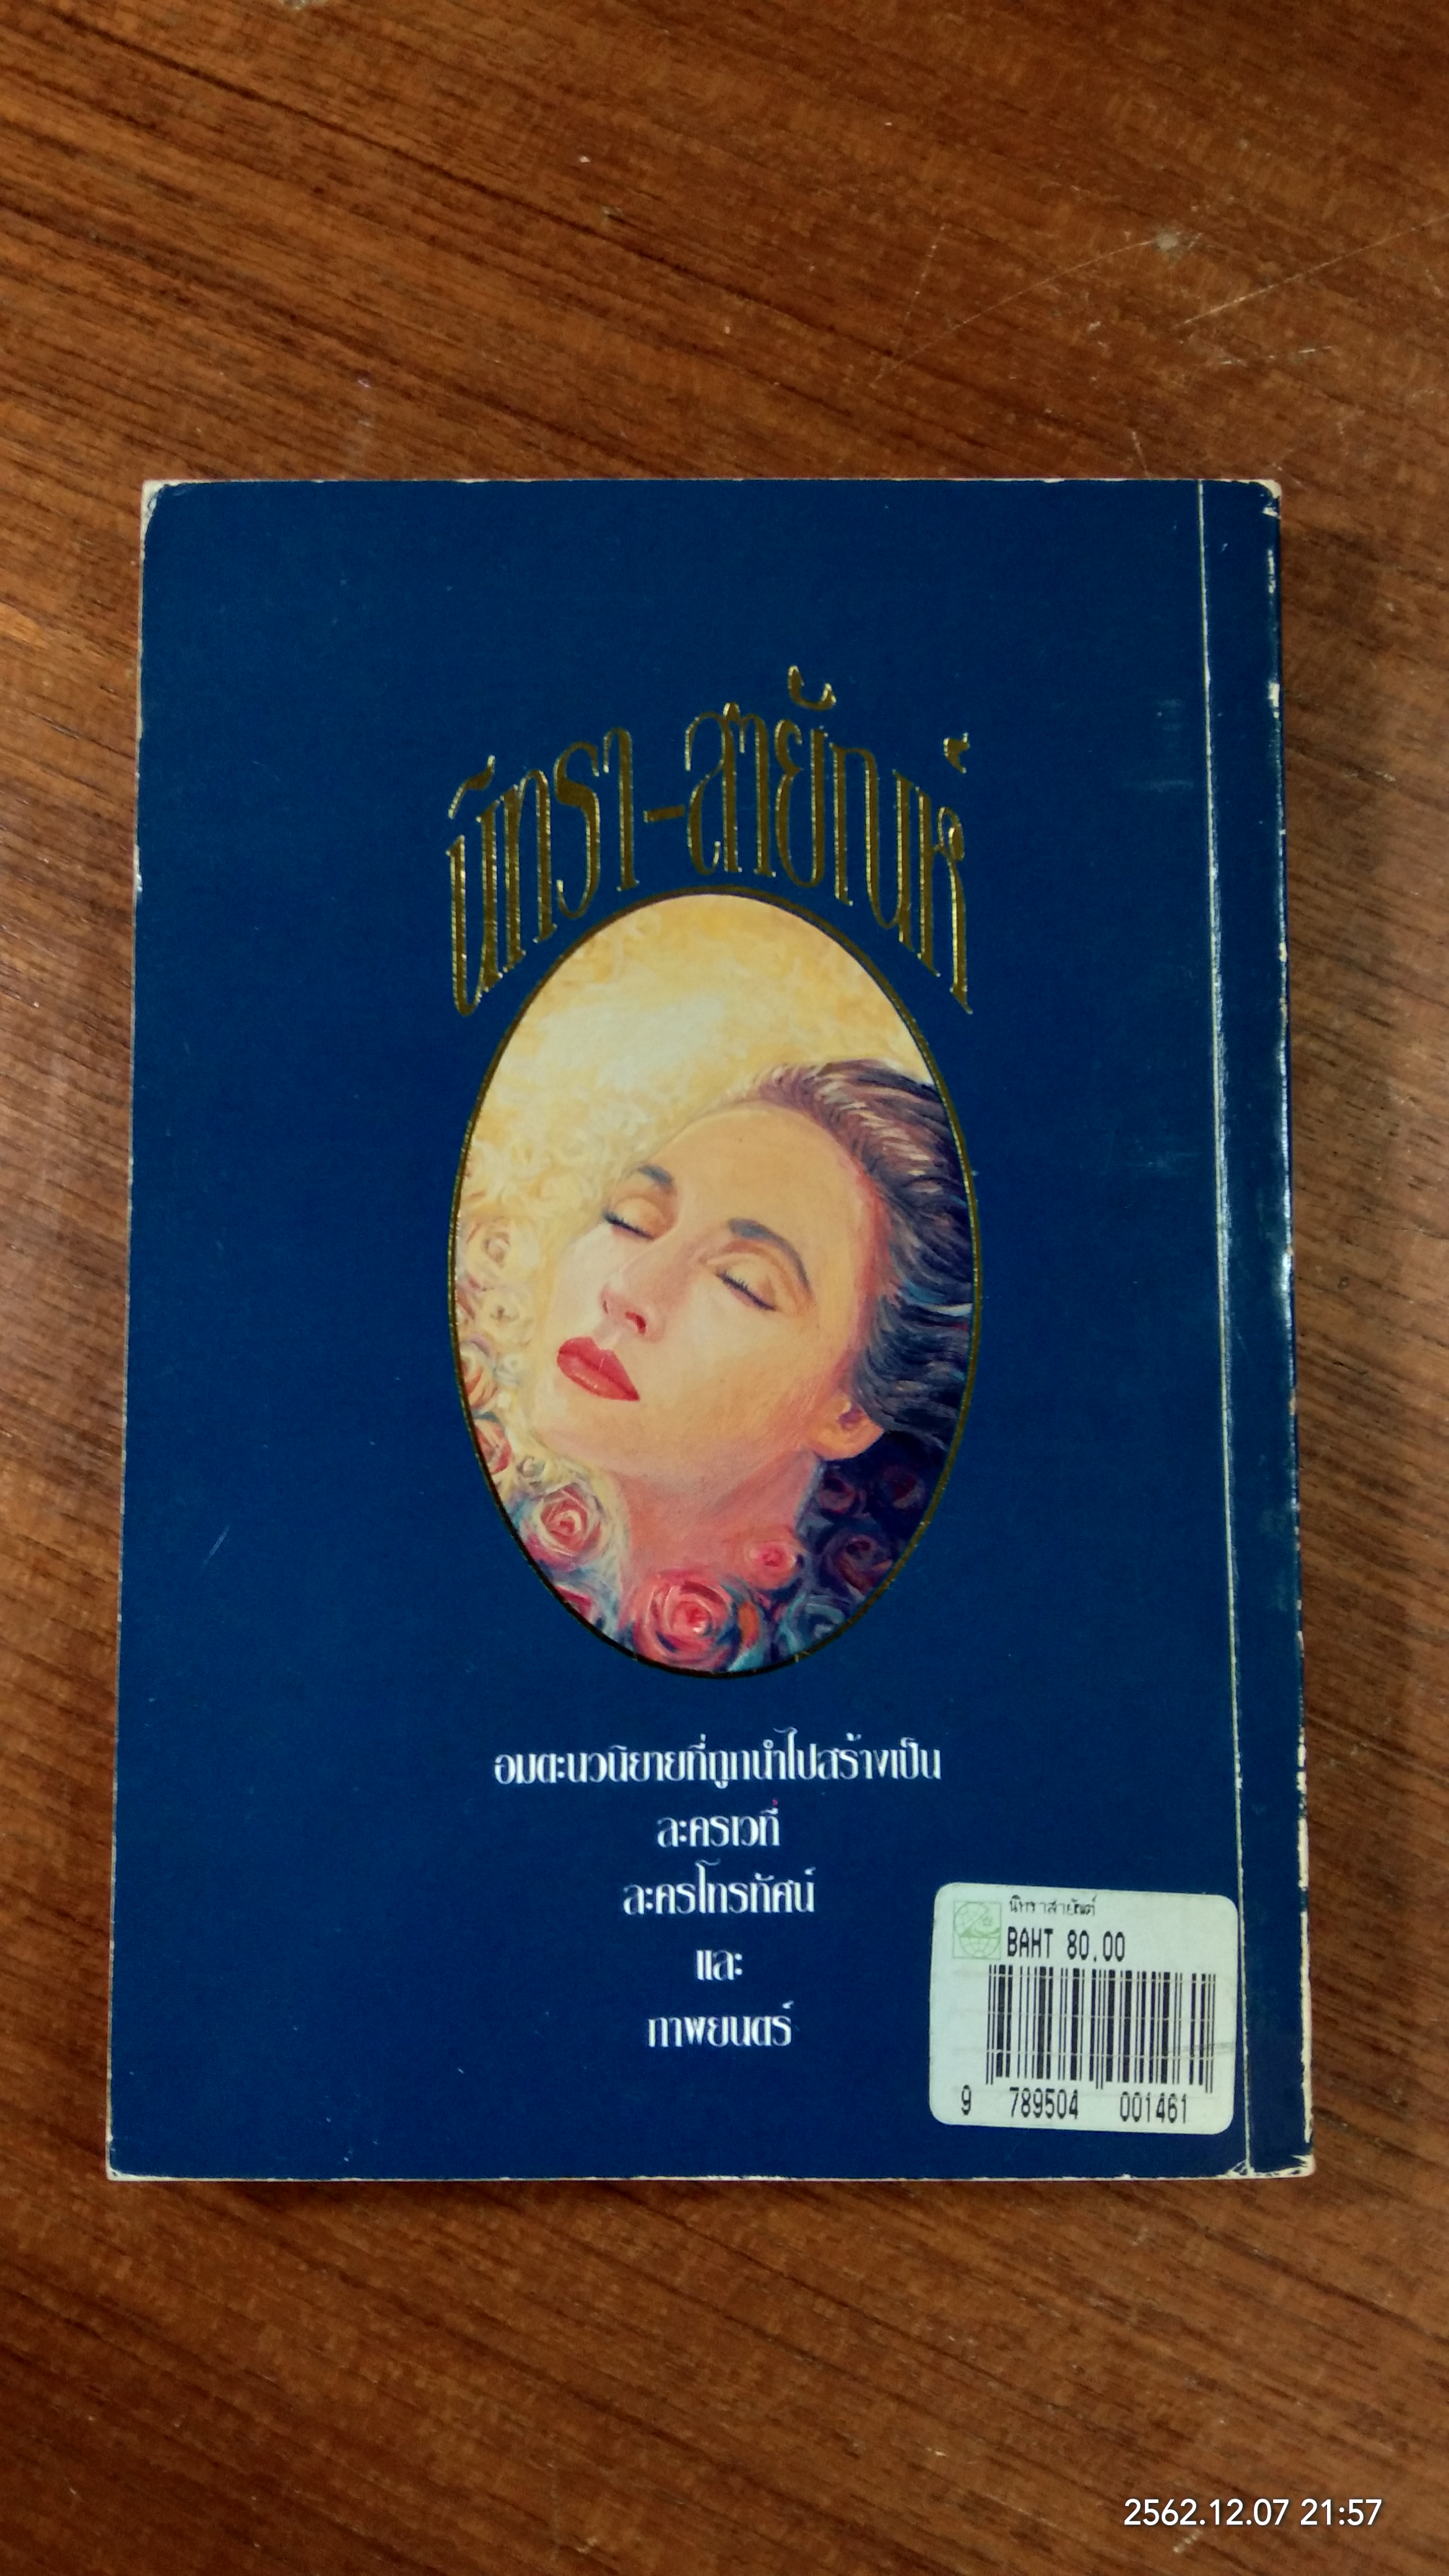 นิทรา-สายัณห์
อมตะนวนิยายที่ถูกนำไปสร้างเป็น
ละครเวที
ละครโทรทัศน์
และ
ภาพยนตร์
นิทราสายัณต์
BAHT 80.00
9 789504 001461
2562.12.07 21:57